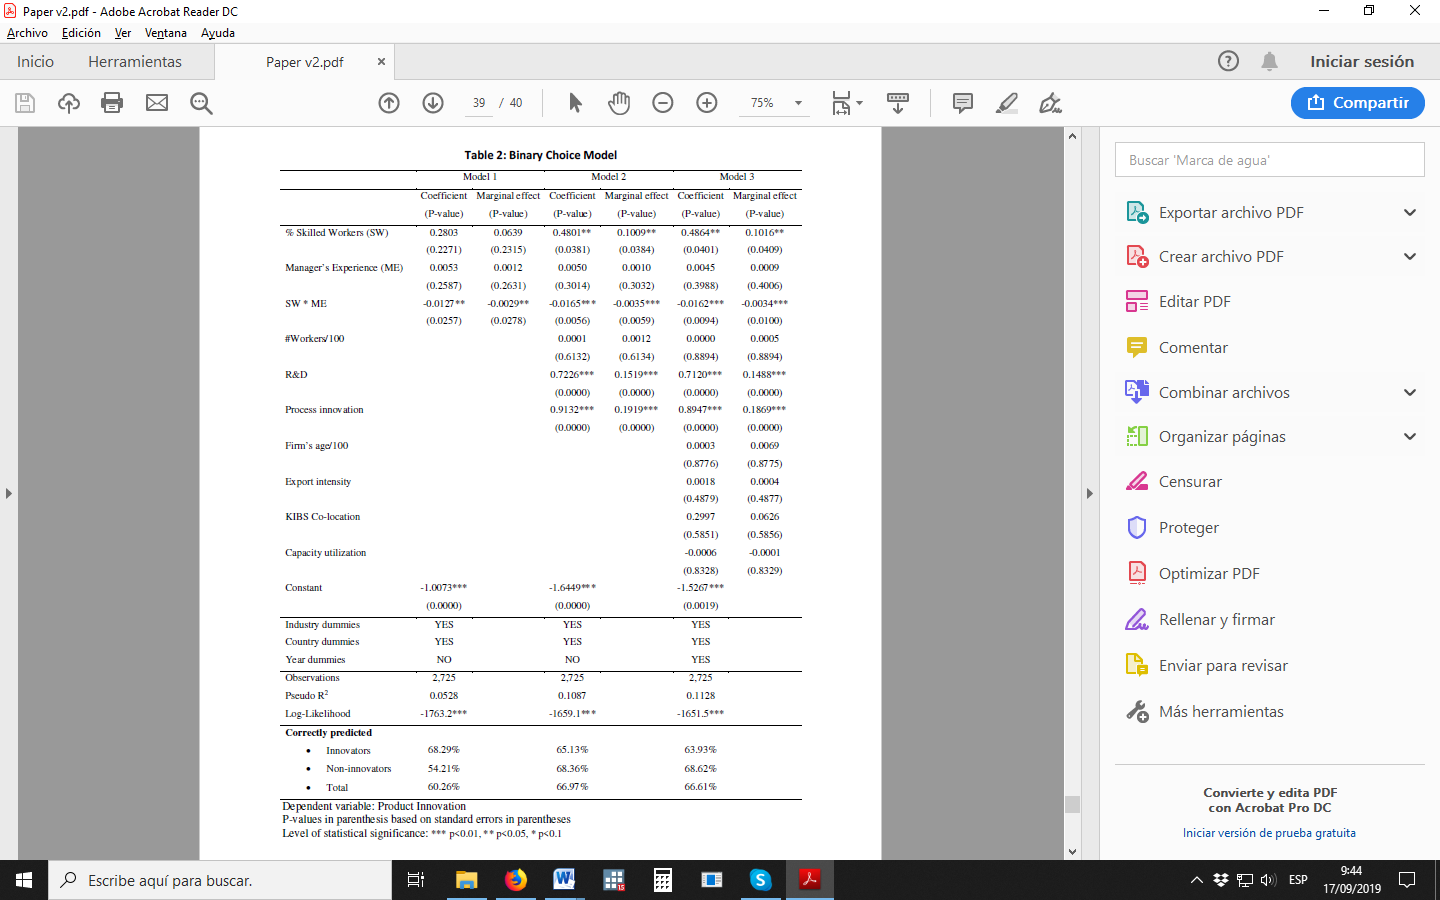 Paper v2.pdf - Adobe Acrobat Reader DC
Archivo Edición Ver Ventana Ayuda
Inicio Herramientas Paper v2.pdf × Iniciar sesión
39 / 40 75% Compartir
Table 2: Binary Choice Model
Model 1 Model 2 Model 3
Coefficient Marginal effect Coefficient Marginal effect Coefficient Marginal effect
(P-value) (P-value) (P-value) (P-value) (P-value) (P-value)
% Skilled Workers (SW) 0.2803 0.0639 0.4801** 0.1009** 0.4864** 0.1016**
(0.2271) (0.2315) (0.0381) (0.0384) (0.0401) (0.0409)
Manager's Experience (ME) 0.0053 0.0012 0.0050 0.0010 0.0045 0.0009
(0.2587) (0.2631) (0.3014) (0.3032) (0.3988) (0.4006)
SW * ME -0.0127** -0.0029** -0.0165*** -0.0035*** -0.0162*** -0.0034***
(0.0257) (0.0278) (0.0056) (0.0059) (0.0094) (0.0100)
#Workers/100 0.0001 0.0012 0.0000 0.0005
(0.6132) (0.6134) (0.8894) (0.8894)
R&D 0.7226*** 0.1519*** 0.7120*** 0.1488***
(0.0000) (0.0000) (0.0000) (0.0000)
Process innovation 0.9132*** 0.1919*** 0.8947*** 0.1869***
(0.0000) (0.0000) (0.0000) (0.0000)
Firm's age/100 0.0003 0.0069
(0.8776) (0.8775)
Export intensity 0.0018 0.0004
(0.4879) (0.4877)
KIBS Co-location 0.2997 0.0626
(0.5851) (0.5856)
Capacity utilization -0.0006 -0.0001
(0.8328) (0.8329)
Constant -1.0073*** -1.6449*** -1.5267***
(0.0000) (0.0000) (0.0019)
Industry dummies YES YES YES
Country dummies YES YES YES
Year dummies NO NO YES
Observations 2,725 2,725 2,725
Pseudo R² 0.0528 0.1087 0.1128
Log-Likelihood -1763.2*** -1659.1*** -1651.5***
Correctly predicted
• Innovators 68.29% 65.13% 63.93%
• Non-innovators 54.21% 68.36% 68.62%
• Total 60.26% 66.97% 66.61%
Dependent variable: Product Innovation
P-values in parenthesis based on standard errors in parentheses
Level of statistical significance: *** p<0.01, ** p<0.05, * p<0.1
Buscar 'Marca de agua'
Exportar archivo PDF
Crear archivo PDF
Editar PDF
Comentar
Combinar archivos
Organizar páginas
Censurar
Proteger
Optimizar PDF
Rellenar y firmar
Enviar para revisar
Más herramientas
Convierte y edita PDF
con Acrobat Pro DC
Iniciar versión de prueba gratuita
Escribe aquí para buscar.
15
ESP
9:44
17/09/2019